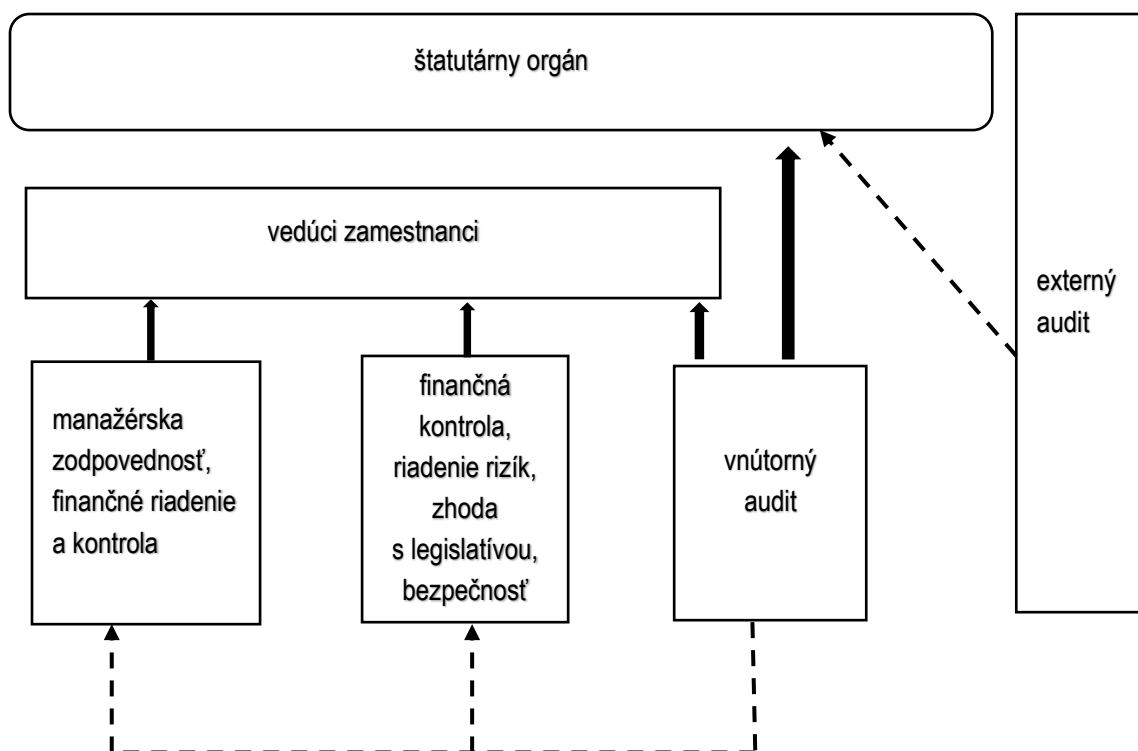 štatutárny orgán
vedúci zamestnanci
externý
audit
manažérska
zodpovednosť,
finančné riadenie
a kontrola
finančná
kontrola,
riadenie rizík,
zhoda
s legislatívou,
bezpečnosť
vnútorný
audit